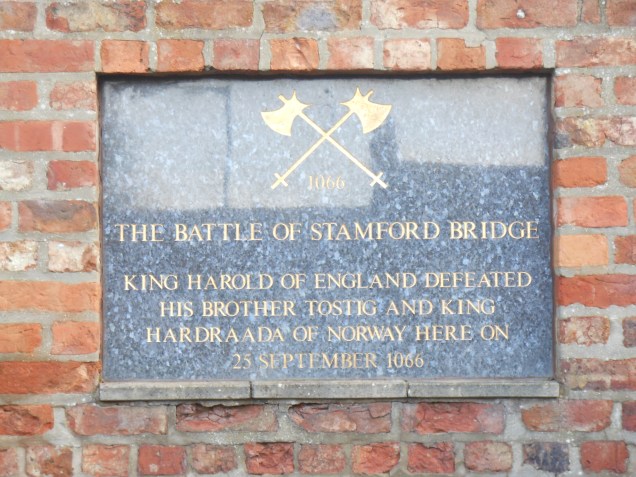 1066
THE BATTLE OF STAMFORD BRIDGE
KING HAROLD OF ENGLAND DEFEATED
HIS BROTHER TOSTIG AND KING
HARDRAADA OF NORWAY HERE ON
25 SEPTEMBER 1066